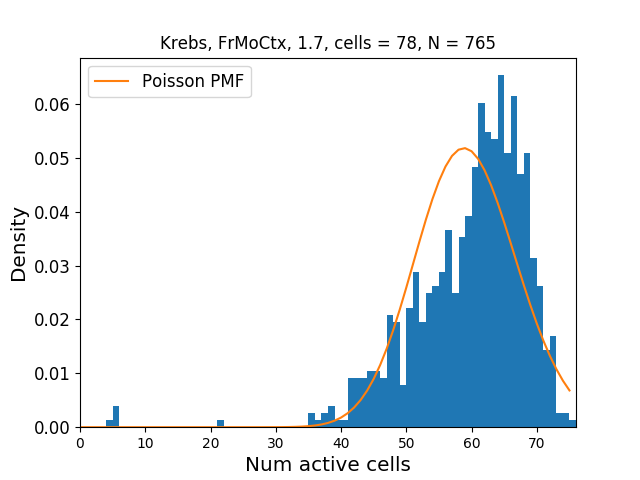 Krebs, FrMoCtx, 1.7, cells = 78, N = 765
Poisson PMF
0.06
0.05
0.04
0.03
0.02
0.01
0.00
Density
0 10 20 30 40 50 60 70
Num active cells